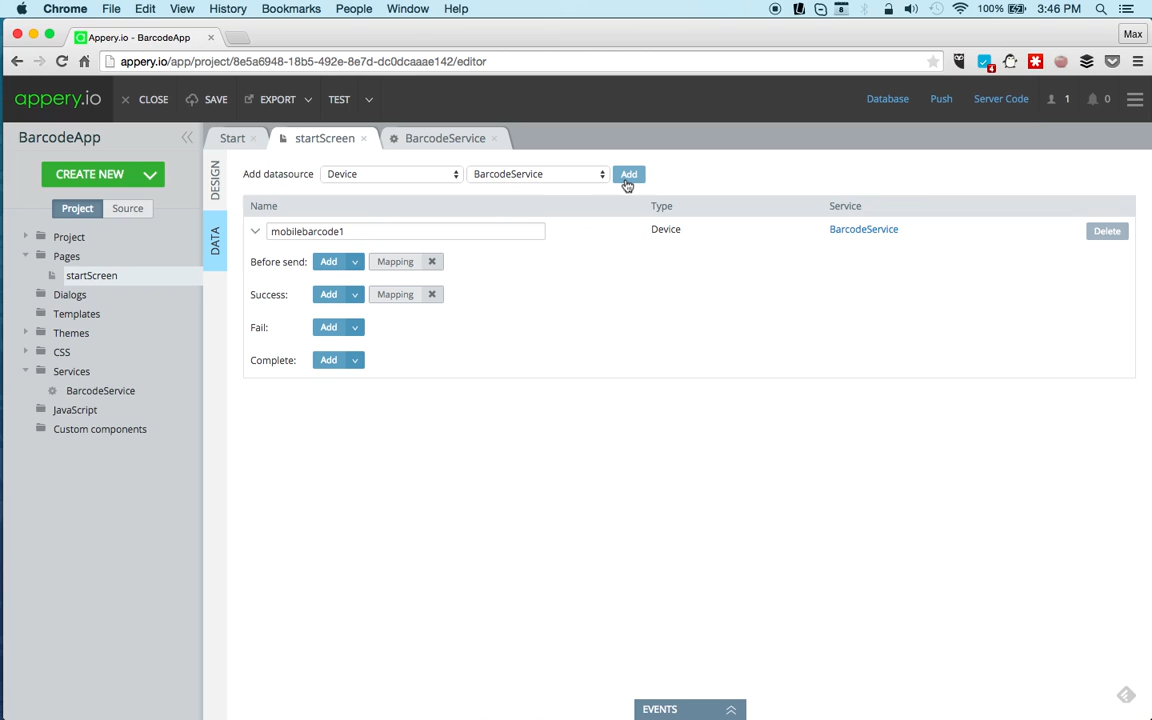 Chrome File Edit View History Bookmarks People Window Help 8 100% 3:46 PM
Appery.io - BarcodeApp Max
appery.io/app/project/8e5a6948-18b5-492e-8e7d-dc0dcaaae142/editor 4
appery.io CLOSE SAVE EXPORT TEST Database Push Server Code 1 0
BarcodeApp Start startScreen BarcodeService
CREATE NEW DESIGN Add datasource Device BarcodeService Add
Project Source Name Type Service
DATA mobilebarcode1 Device BarcodeService Delete
Project
Pages Before send: Add Mapping
startScreen
Dialogs Success: Add Mapping
Templates
Themes Fail: Add
CSS Complete: Add
Services
BarcodeService
JavaScript
Custom components
EVENTS